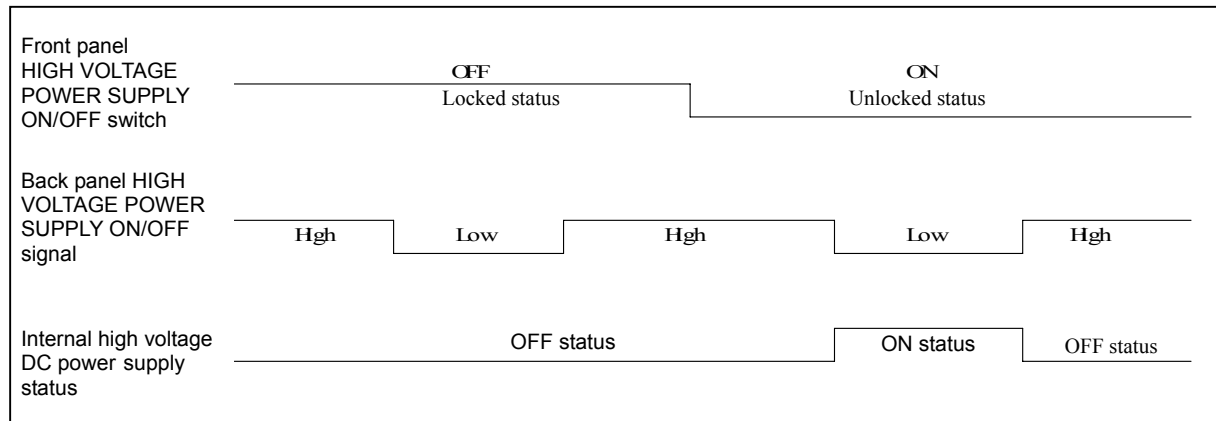 Front panel
HIGH VOLTAGE
POWER SUPPLY
ON/OFF switch
OFF
Locked status
ON
Unlocked status
Back panel HIGH
VOLTAGE POWER
SUPPLY ON/OFF
signal
Hgh
Low
Hgh
Low
Hgh
Internal high voltage
DC power supply
status
OFF status
ON status
OFF status